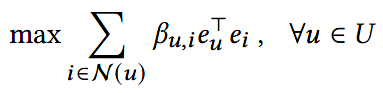 max ∑_{i∈𝒩(u)} β_{u,i} e_u^⊤ e_i , ∀u ∈ U